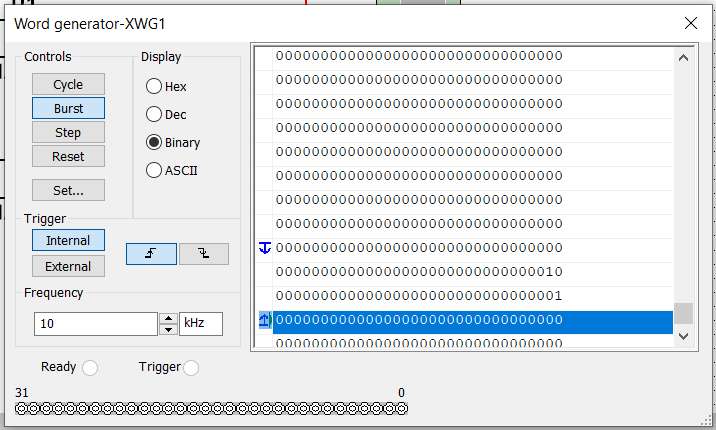 Word generator-XWG1
Controls
Cycle
Burst
Step
Reset
Set...
Display
Hex
Dec
Binary
ASCII
Trigger
Internal
External
Frequency
10
kHz
Ready
Trigger
31
0
00000000000000000000000000000000
00000000000000000000000000000000
00000000000000000000000000000000
00000000000000000000000000000000
00000000000000000000000000000000
00000000000000000000000000000000
00000000000000000000000000000000
00000000000000000000000000000000
00000000000000000000000000000000
00000000000000000000000000000010
00000000000000000000000000000001
00000000000000000000000000000000
00000000000000000000000000000000